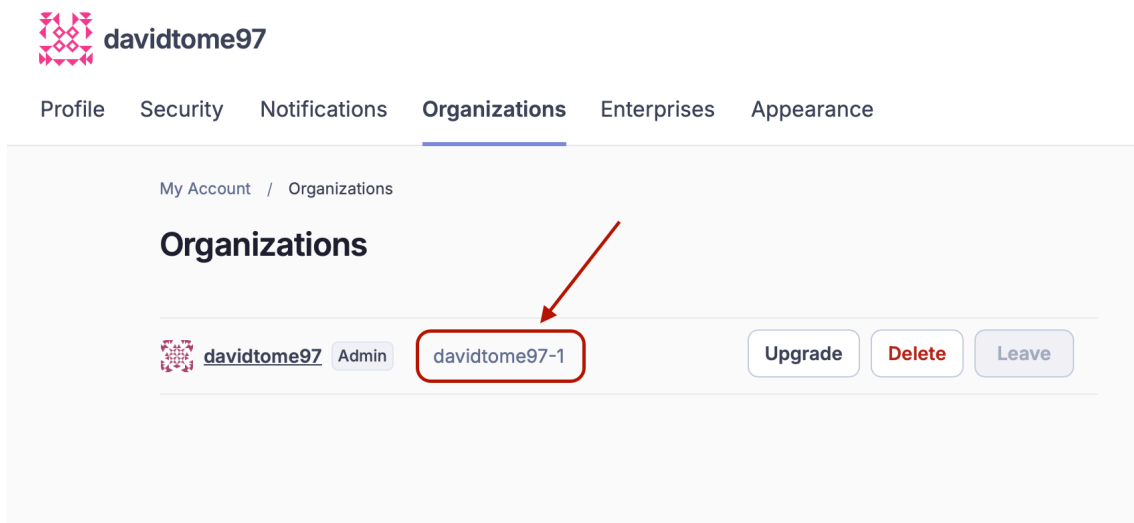 davidtome97
Profile Security Notifications Organizations Enterprises Appearance
My Account / Organizations
Organizations
davidtome97 Admin davidtome97-1 Upgrade Delete Leave